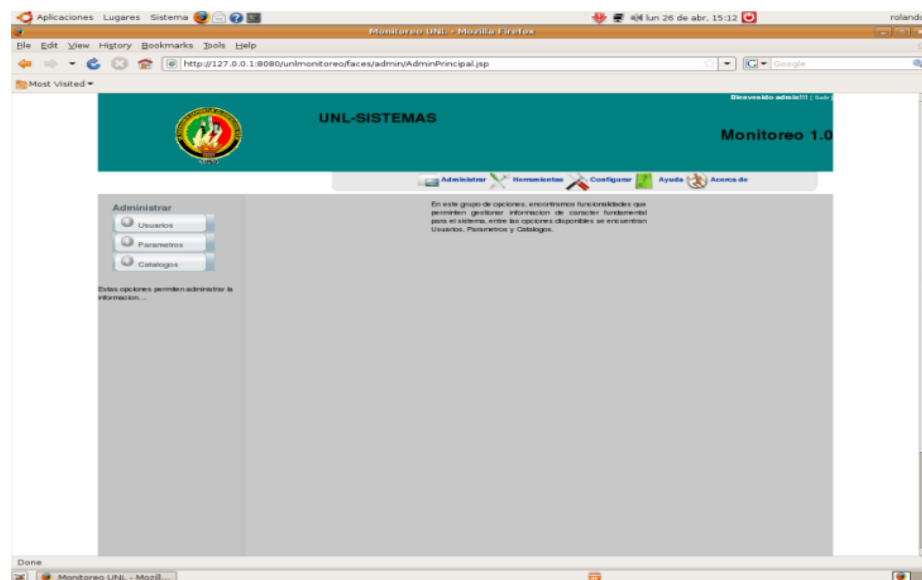 Aplicaciones Lugares Sistema lun 26 de abr, 15:12 rolando
Monitoreo UNL - Mozilla Firefox
File Edit View History Bookmarks Tools Help
http://127.0.0.1:8080/unlmonitoreo/faces/admin/AdminPrincipal.jsp Google
Most Visited
Bienvenido admin!!! [ Salir ]
UNL-SISTEMAS
Monitoreo 1.0
Administrar Herramientas Configurar Ayuda Acerca de
Administrar
Usuarios
Parametros
Catalogos
Estas opciones permiten administrar la
informacion...
En este grupo de opciones, encontramos funcionalidades que
perminten gestionar informacion de caracter fundamental
para el sistema, entre las opciones disponibles se encuentran
Usuarios, Parametros y Catalogos.
Done
Monitoreo UNL - Mozill...